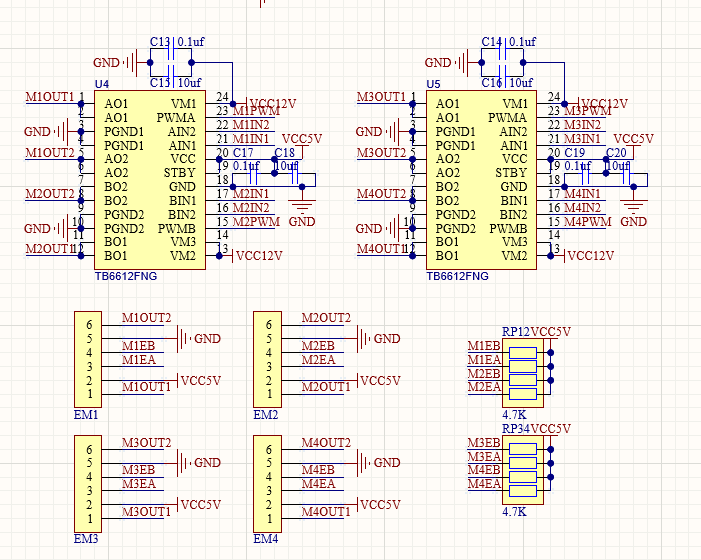 C13 0.1uf
C14 0.1uf
GND
GND
C15 10uf
C16 10uf
U4
U5
M1OUT1 1 AO1 VM1 24 VCC12V
2 AO1 PWMA 23 M1PWM
GND 3 PGND1 AIN2 22 M1IN2
4 PGND1 AIN1 21 M1IN1 VCC5V
M1OUT2 5 AO2 VCC 20 C17 C18
6 AO2 STBY 19 0.1uf 10uf
7 BO2 GND 18
M2OUT2 8 BO2 BIN1 17 M2IN1
9 PGND2 BIN2 16 M2IN2
GND 10 PGND2 PWMB 15 M2PWM GND
11 BO1 VM3 14
M2OUT1 12 BO1 VM2 13 VCC12V
TB6612FNG
M3OUT1 1 AO1 VM1 24 VCC12V
2 AO1 PWMA 23 M3PWM
GND 3 PGND1 AIN2 22 M3IN2
4 PGND1 AIN1 21 M3IN1 VCC5V
M3OUT2 5 AO2 VCC 20 C19 C20
6 AO2 STBY 19 0.1uf 10uf
7 BO2 GND 18
M4OUT2 8 BO2 BIN1 17 M4IN1
9 PGND2 BIN2 16 M4IN2
GND 10 PGND2 PWMB 15 M4PWM GND
11 BO1 VM3 14
M4OUT1 12 BO1 VM2 13 VCC12V
TB6612FNG
6 M1OUT2
5 GND
4 M1EB
3 M1EA
2 VCC5V
1 M1OUT1
EM1
6 M2OUT2
5 GND
4 M2EB
3 M2EA
2 VCC5V
1 M2OUT1
EM2
RP12 VCC5V
M1EB
M1EA
M2EB
M2EA
4.7K
6 M3OUT2
5 GND
4 M3EB
3 M3EA
2 VCC5V
1 M3OUT1
EM3
6 M4OUT2
5 GND
4 M4EB
3 M4EA
2 VCC5V
1 M4OUT1
EM4
RP34 VCC5V
M3EB
M3EA
M4EB
M4EA
4.7K